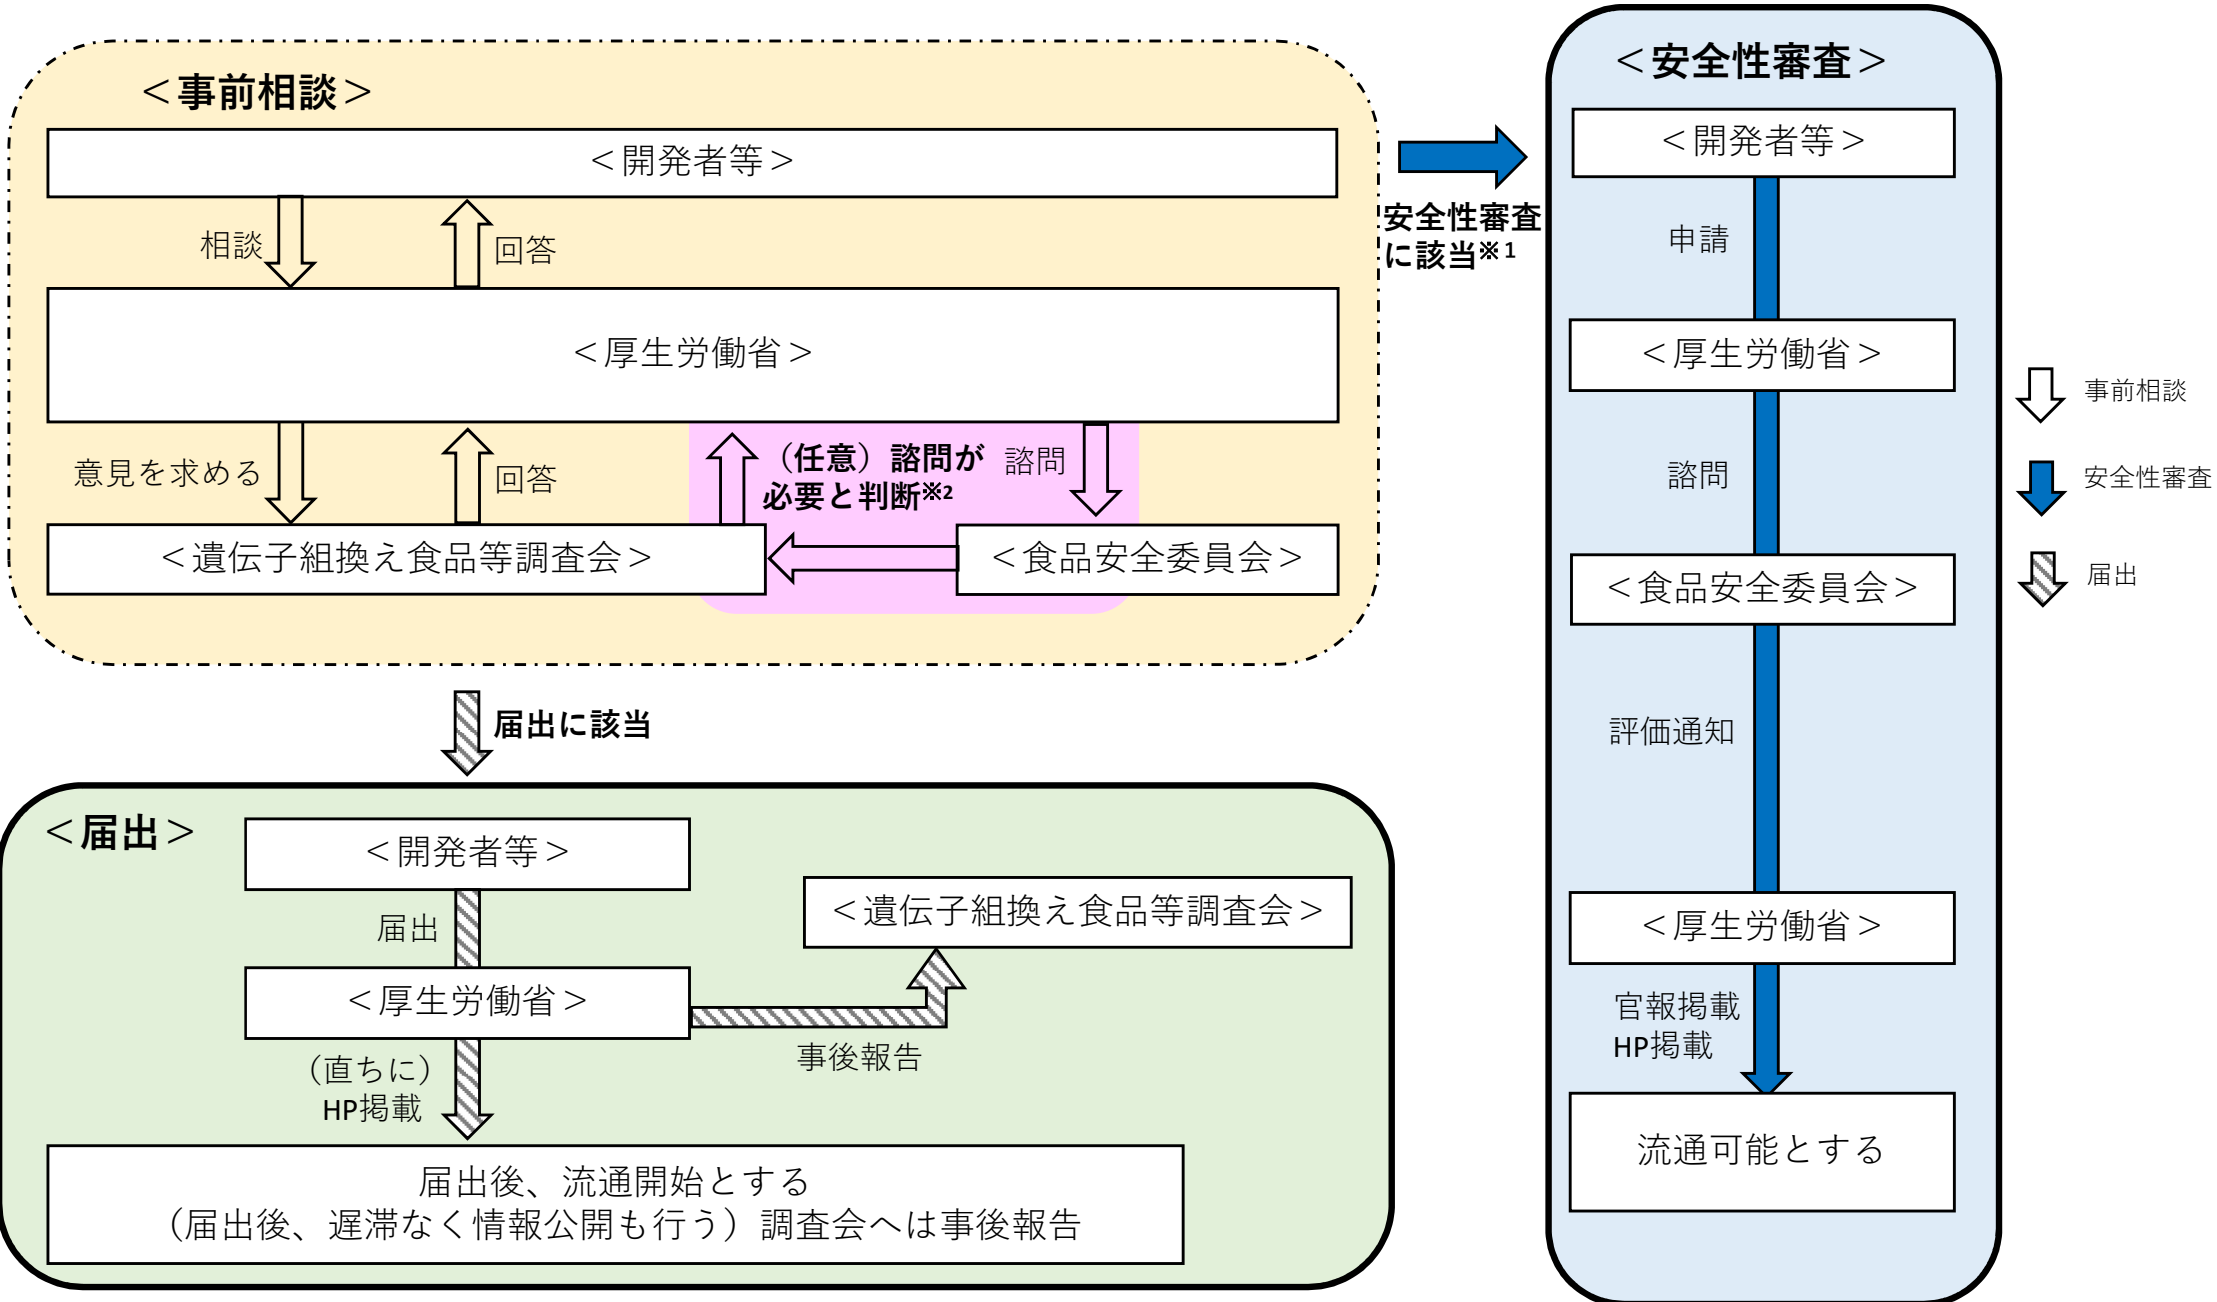 ＜事前相談＞
＜開発者等＞
相談
回答
＜厚生労働省＞
意見を求める
回答
（任意）諮問が
必要と判断※2
諮問
＜遺伝子組換え食品等調査会＞
＜食品安全委員会＞
安全性審査
に該当※1
届出に該当
＜届出＞
＜開発者等＞
届出
＜厚生労働省＞
＜遺伝子組換え食品等調査会＞
事後報告
（直ちに）
HP掲載
届出後、流通開始とする
（届出後、遅滞なく情報公開も行う）調査会へは事後報告
＜安全性審査＞
＜開発者等＞
申請
＜厚生労働省＞
諮問
＜食品安全委員会＞
評価通知
＜厚生労働省＞
官報掲載
HP掲載
流通可能とする
事前相談
安全性審査
届出